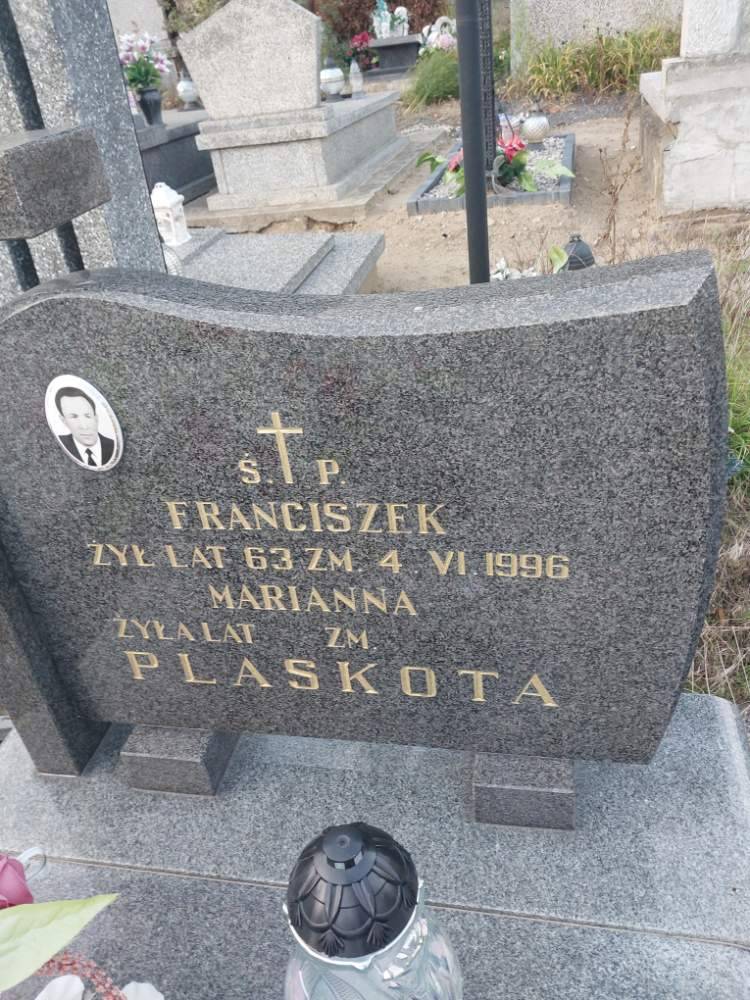 Ś. P.
FRANCISZEK
ŻYŁ LAT 63 ZM. 4. VI. 1996
MARIANNA
ŻYŁA LAT ZM.
PLASKOTA